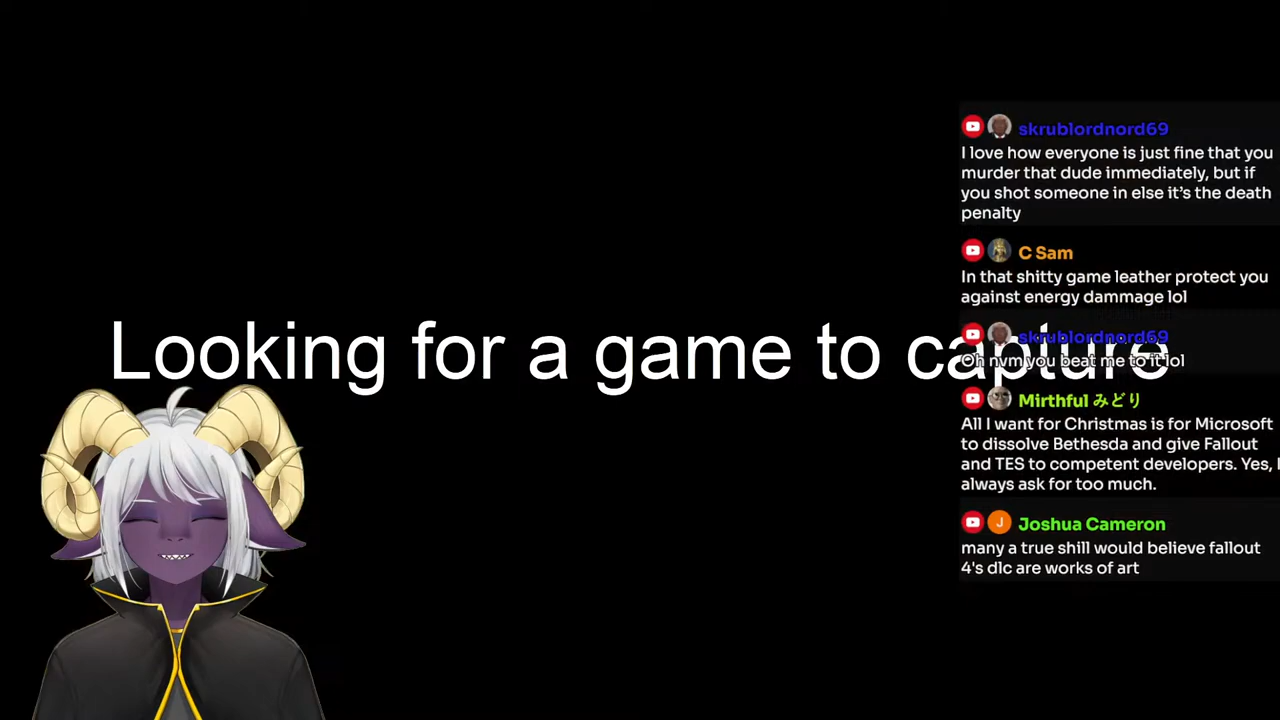 skrublordnord69
I love how everyone is just fine that you
murder that dude immediately, but if
you shot someone in else it's the death
penalty
C Sam
In that shitty game leather protect you
against energy dammage lol
Looking for a game to capture
skrublordnord69
Oh nvm you beat me to it lol
Mirthful みどり
All I want for Christmas is for Microsoft
to dissolve Bethesda and give Fallout
and TES to competent developers. Yes, I
always ask for too much.
J Joshua Cameron
many a true shill would believe fallout
4's dlc are works of art